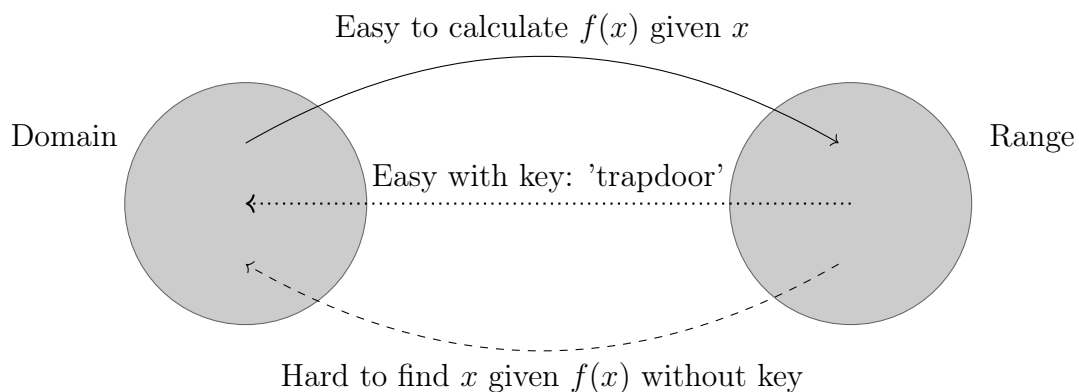 Easy to calculate f(x) given x
Domain
Range
Easy with key: ’trapdoor’
Hard to find x given f(x) without key